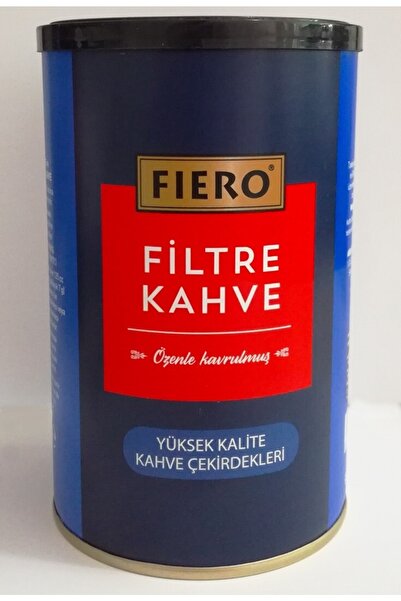 FIERO®
FİLTRE
KAHVE
Özenle kavrulmuş
YÜKSEK KALİTE
KAHVE ÇEKİRDEKLERİ